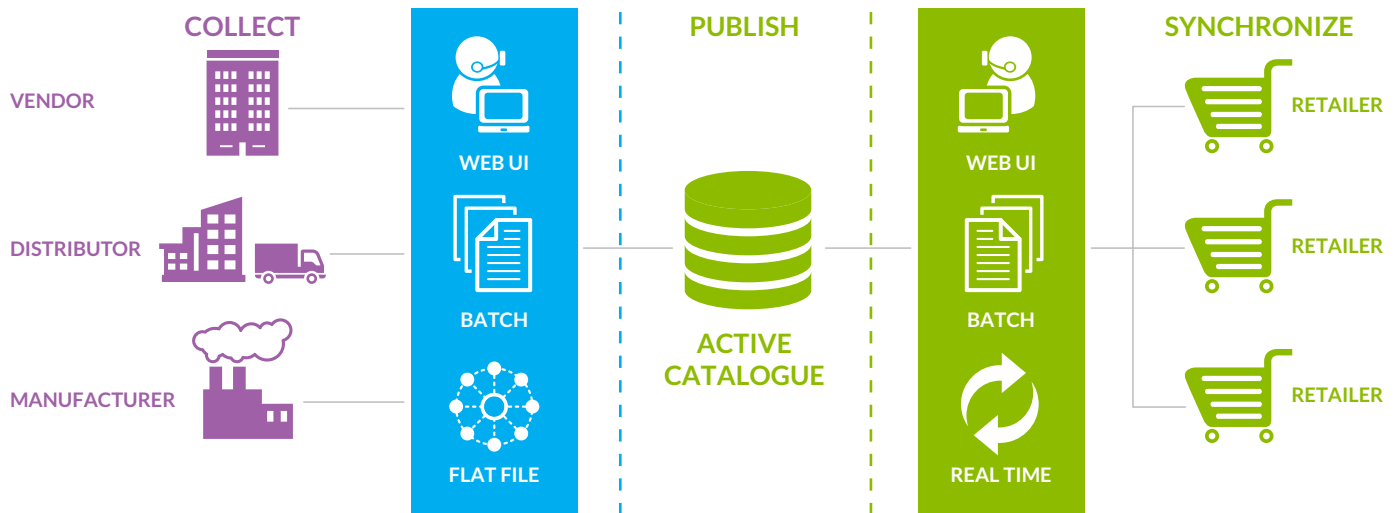 COLLECT
VENDOR
DISTRIBUTOR
MANUFACTURER
WEB UI
BATCH
FLAT FILE
PUBLISH
ACTIVE
CATALOGUE
WEB UI
BATCH
REAL TIME
SYNCHRONIZE
RETAILER
RETAILER
RETAILER